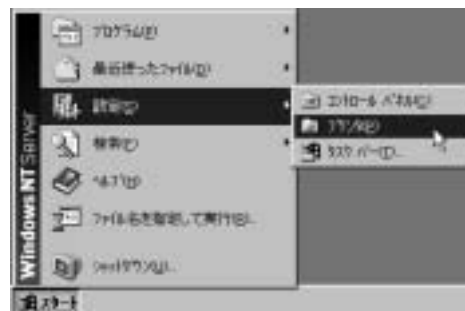 プログラム(P)
最近使ったファイル(D)
設定(S)
検索(F)
ヘルプ(H)
ファイル名を指定して実行(R)...
シャットダウン(U)...
コントロール パネル(C)
プリンタ(P)
タスク バー(T)...
Windows NT Server
スタート